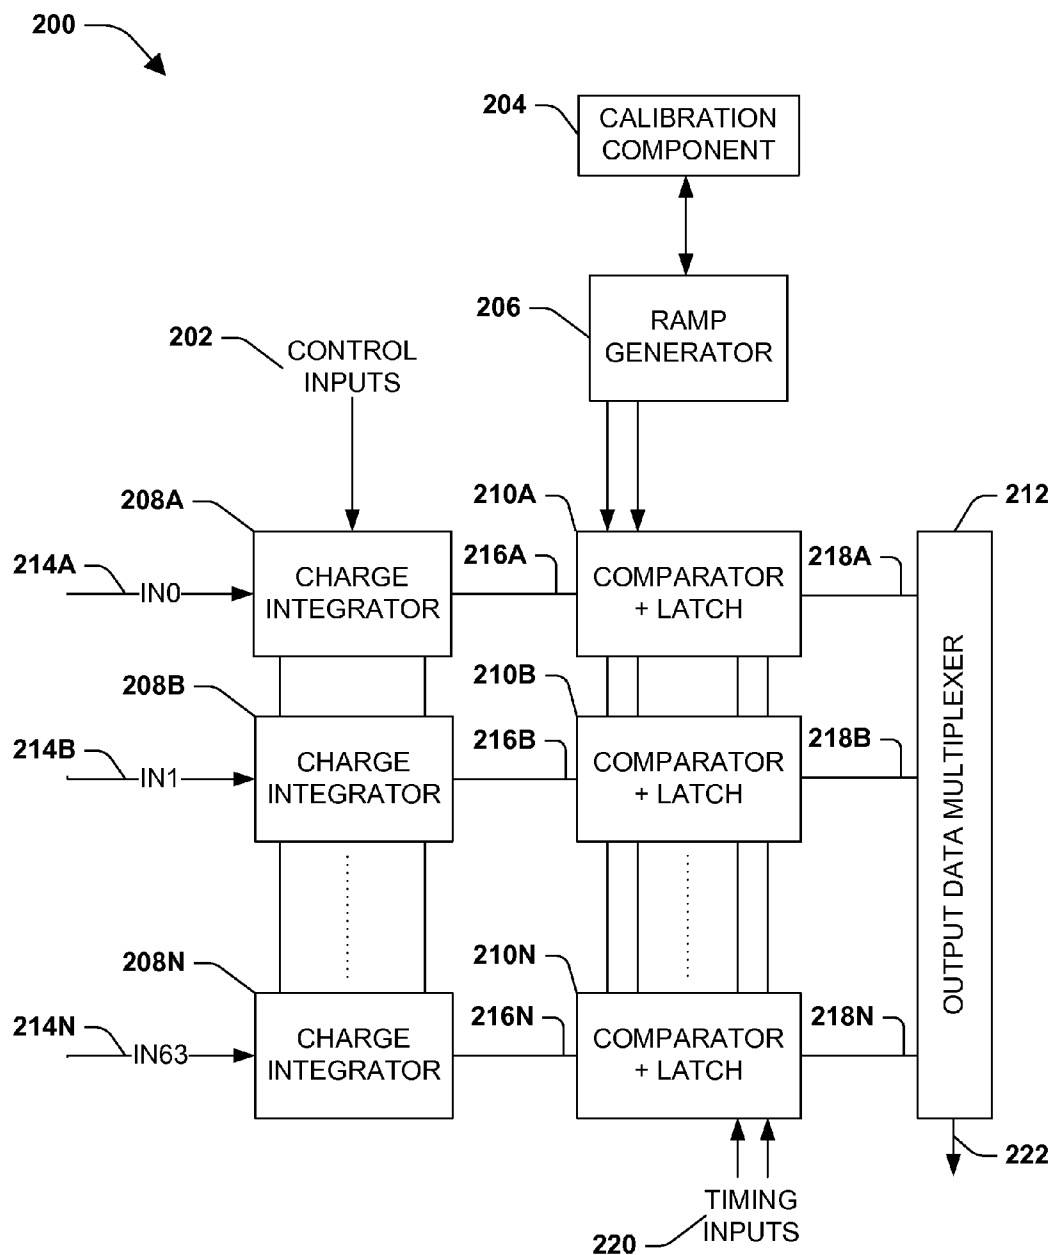 200
204
CALIBRATION
COMPONENT
206
RAMP
GENERATOR
202
CONTROL
INPUTS
208A
210A
212
214A
IN0
CHARGE
INTEGRATOR
216A
COMPARATOR
+ LATCH
218A
OUTPUT DATA MULTIPLEXER
208B
210B
214B
IN1
CHARGE
INTEGRATOR
216B
COMPARATOR
+ LATCH
218B
208N
210N
214N
IN63
CHARGE
INTEGRATOR
216N
COMPARATOR
+ LATCH
218N
222
TIMING
INPUTS
220